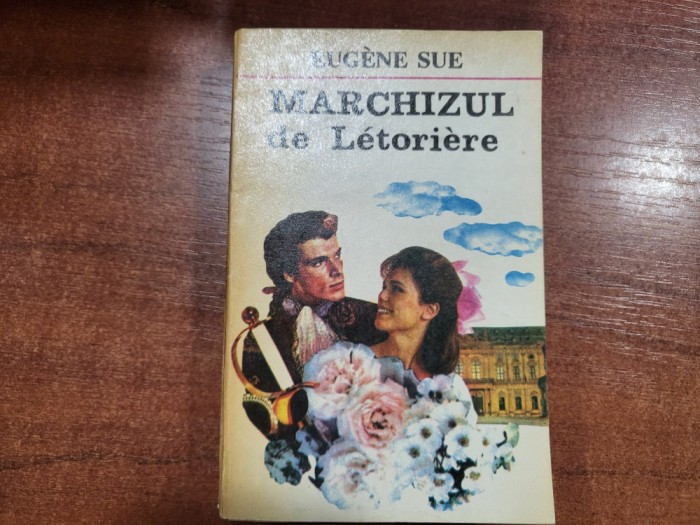 EUGÈNE SUE
MARCHIZUL
de Létorière